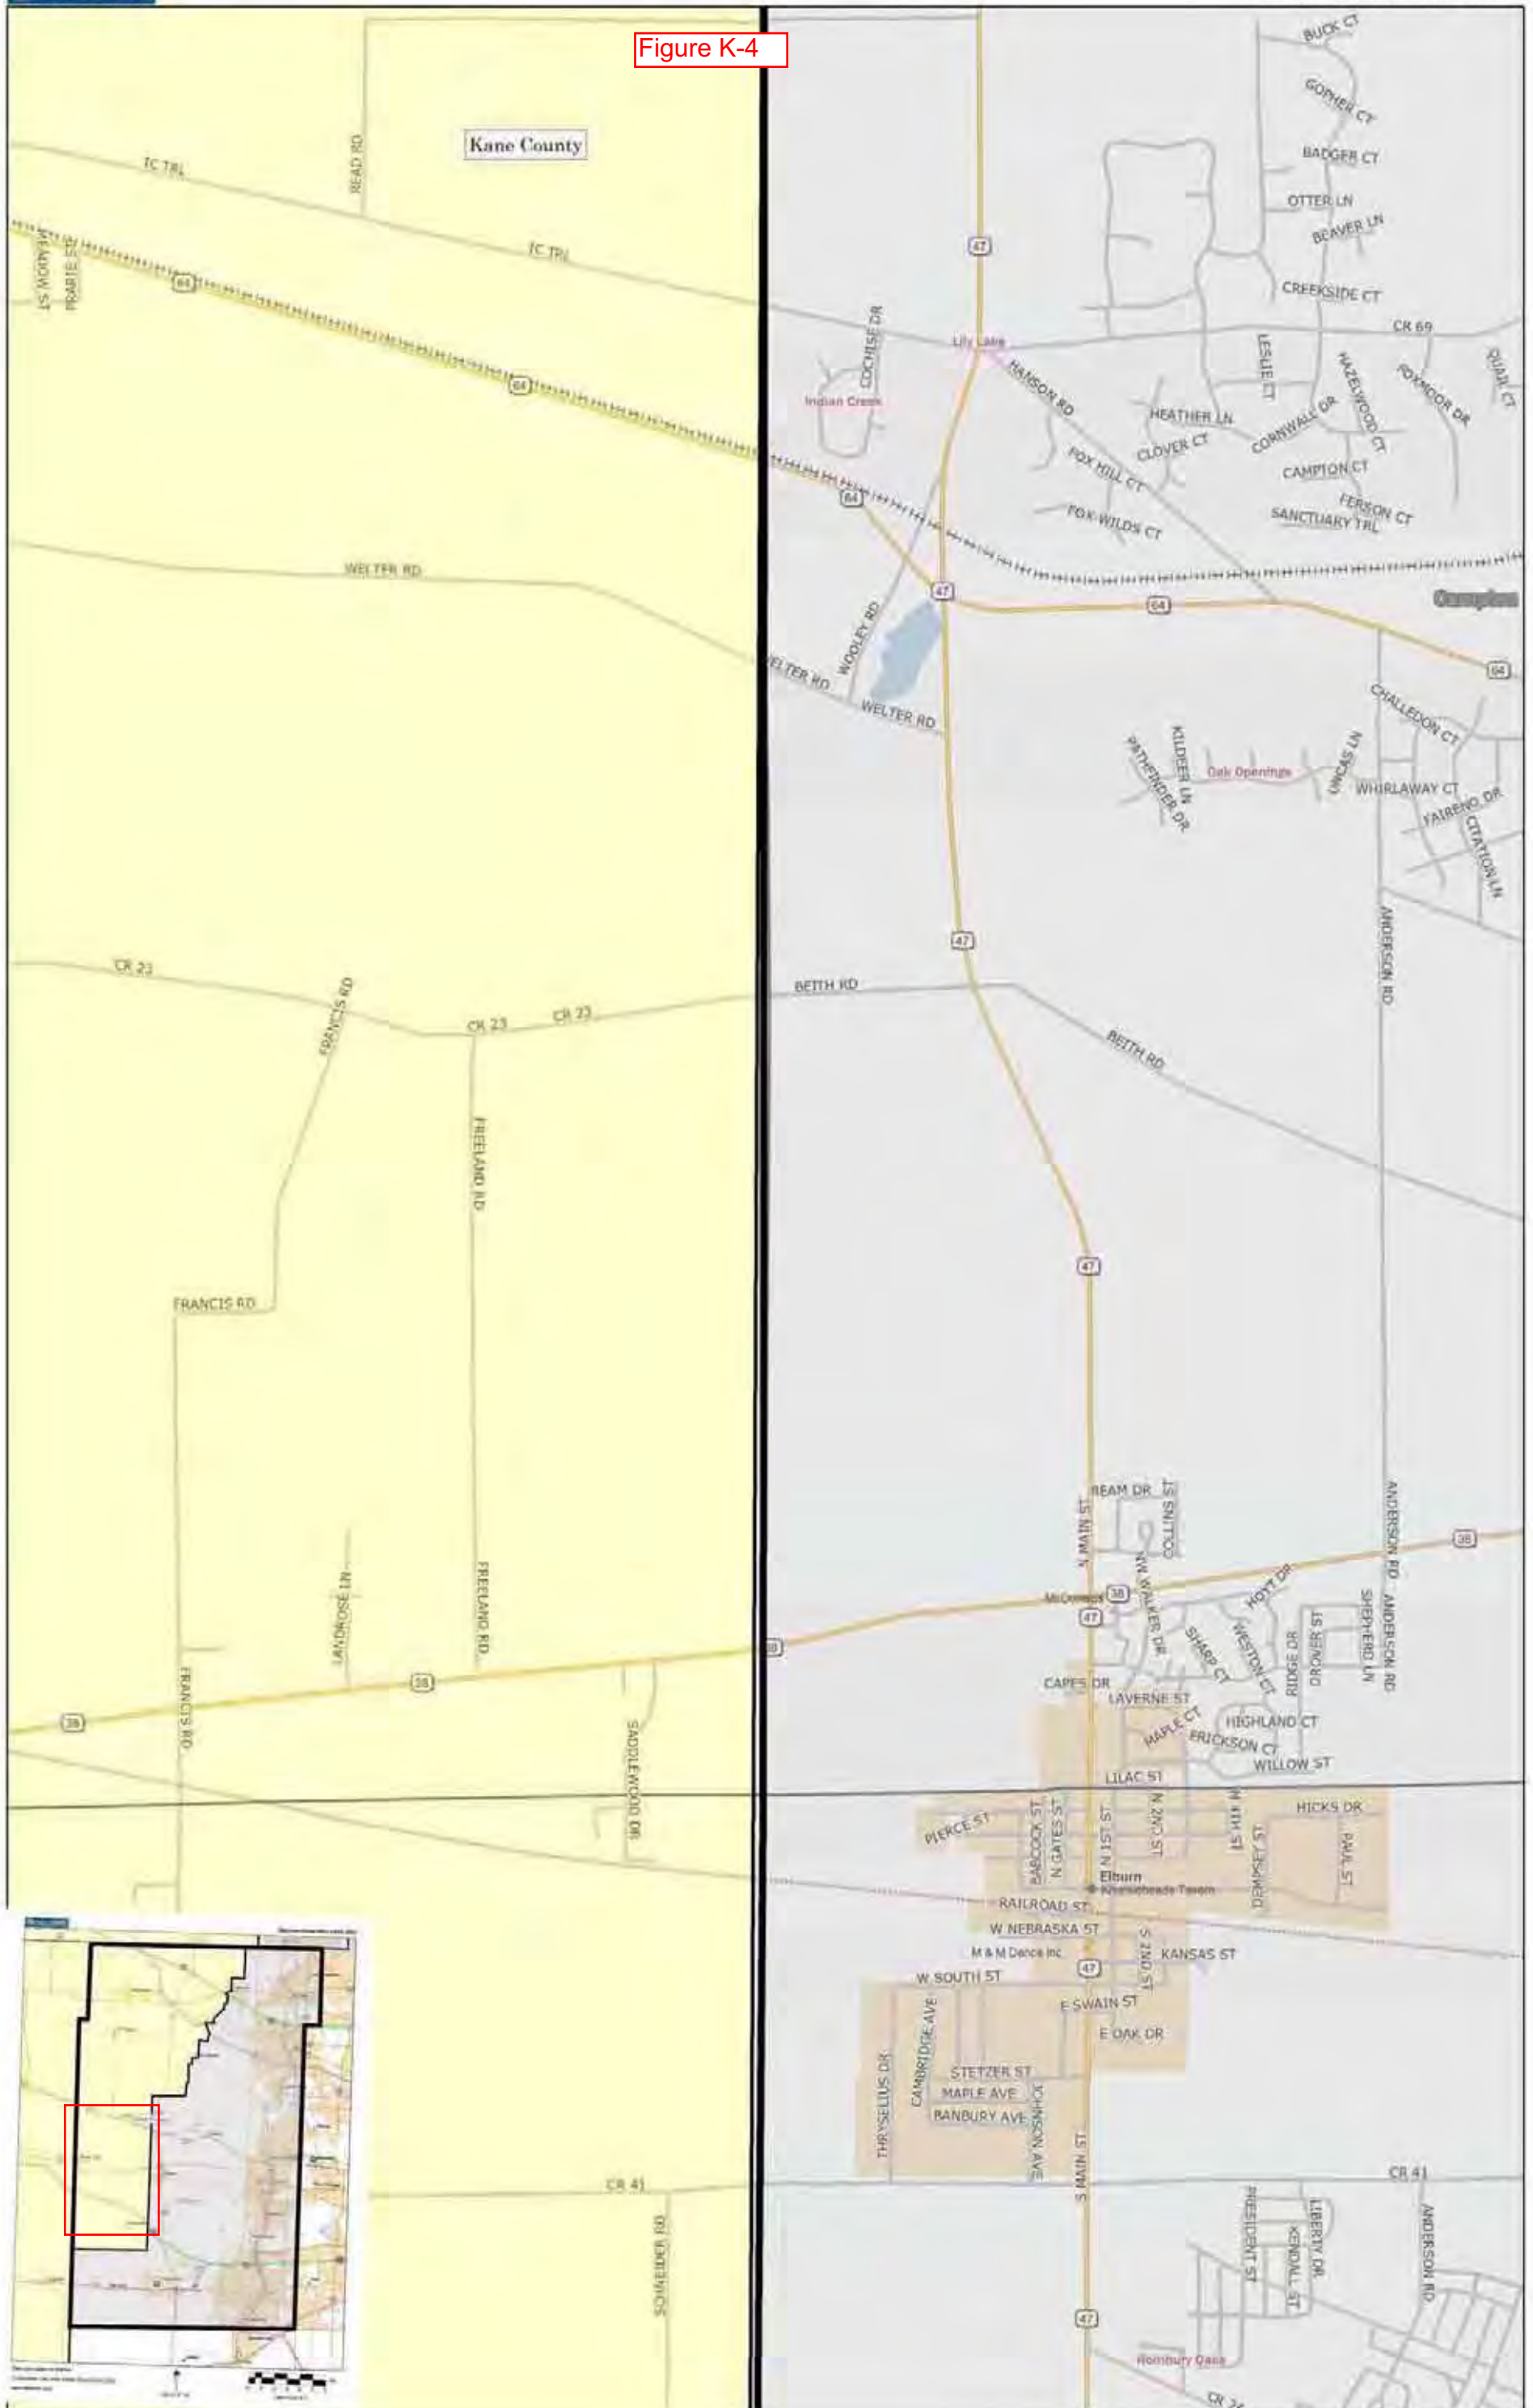 Figure K-4
Kane County
BUCK CT
GOPHER CT
BADGER CT
OTTER LN
BEAVER LN
CREEKSIDE CT
READ RD
IC TRL
IC TRL
47
MEADOW ST
PRARIE ST
64
64
COCHISE DR
Lily Lake
CR 69
Indian Creek
HANSON RD
LESLIE CT
HAZELWOOD CT
FOXMOOR DR
QUAIL CT
HEATHER LN
CORNWALL DR
CLOVER CT
FOX HILL CT
CAMPTON CT
FERSON CT
FOX WILDS CT
SANCTUARY TRL
64
WELTER RD
47
64
Campton
WOOLEY RD
ELTER RD
WELTER RD
64
CHALLEDON CT
PATHFINDER DR
KILDEER LN
Oak Openings
UNCAS LN
WHIRLAWAY CT
FAIRENO DR
CITATION LN
ANDERSON RD
47
CR 23
FRANCIS RD
CR 23
CR 23
BEITH RD
BEITH RD
FREELAND RD
47
FRANCIS RD
BEAM DR
COLLINS ST
N MAIN ST
ANDERSON RD
38
LANDROSE LN
FREELAND RD
McDonalds
38
47
NW WALKER DR
HOYT DR
SHARP CT
WESTON CT
RIDGE DR
DROVER ST
SHEPHERD LN
ANDERSON RD
38
FRANCIS RD
38
CAPES DR
LAVERNE ST
MAPLE CT
HIGHLAND CT
ERICKSON CT
WILLOW ST
SADDLEWOOD DR
LILAC ST
PIERCE ST
BABCOCK ST
N GATES ST
N 1ST ST
N 2ND ST
N 4TH ST
DEMPSEY ST
HICKS DR
PAUL ST
Elburn
Knuckleheads Tavern
RAILROAD ST
W NEBRASKA ST
M & M Dance Inc
S 2ND ST
KANSAS ST
47
W SOUTH ST
E SWAIN ST
E OAK DR
THRYSELIUS DR
CAMBRIDGE AVE
STETZER ST
MAPLE AVE
BANBURY AVE
JOHNSON AVE
S MAIN ST
CR 41
CR 41
SCHNEIDER RD
PRESIDENT ST
LIBERTY DR
KENDALL ST
ANDERSON RD
47
CR 24